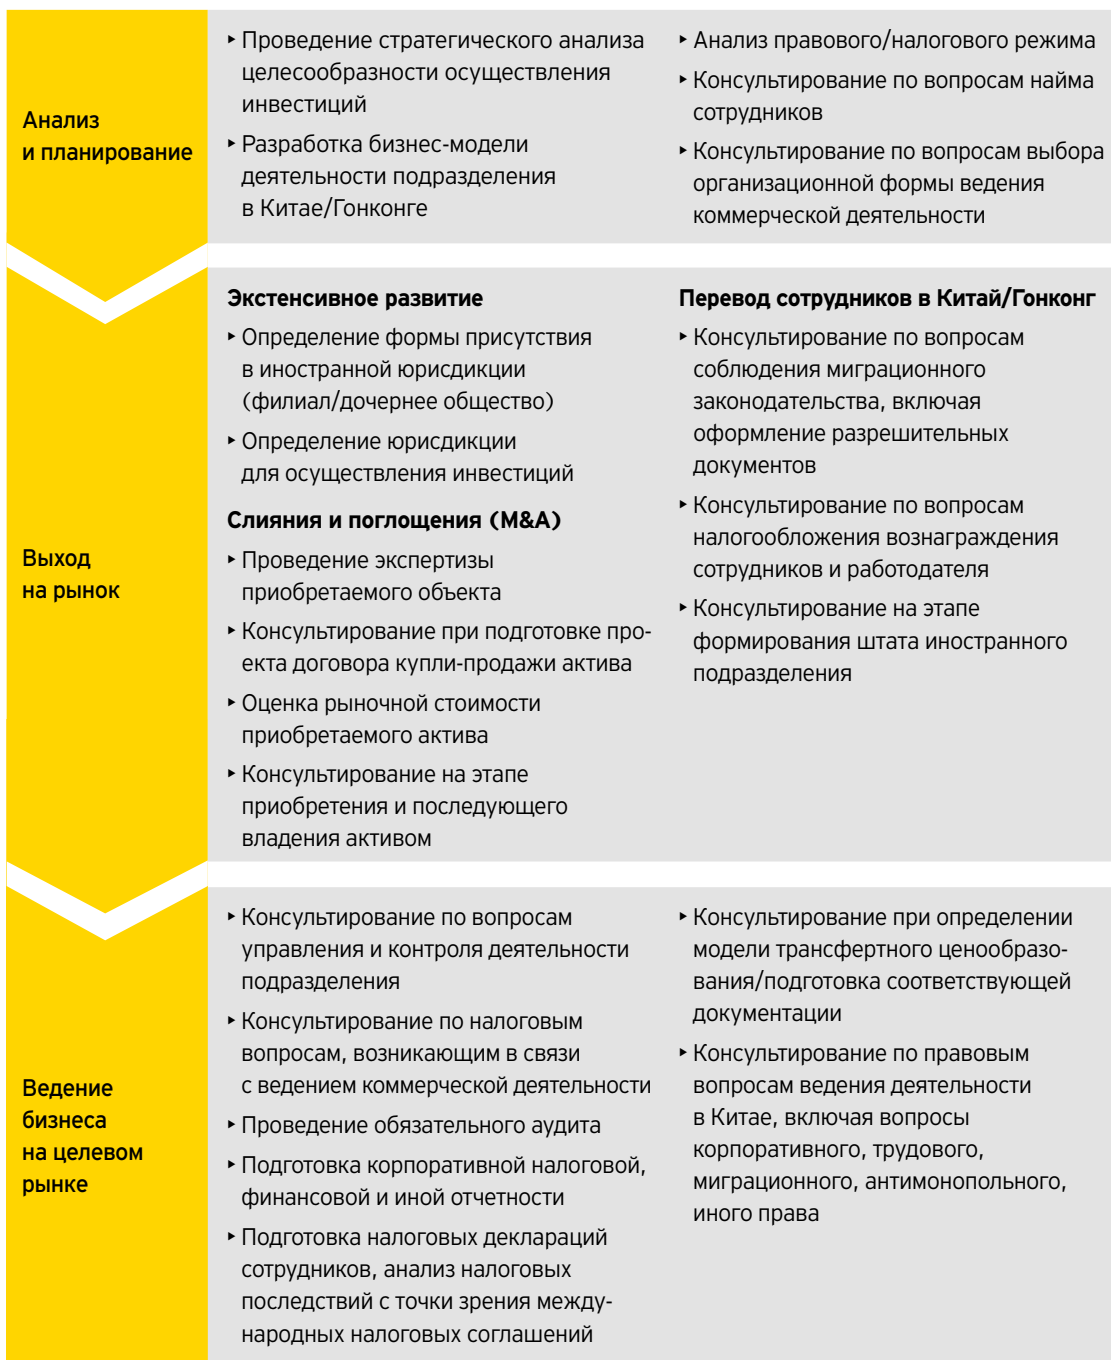 Анализ
и планирование
‣ Проведение стратегического анализа
целесообразности осуществления
инвестиций
‣ Разработка бизнес-модели
деятельности подразделения
в Китае/Гонконге
‣ Анализ правового/налогового режима
‣ Консультирование по вопросам найма
сотрудников
‣ Консультирование по вопросам выбора
организационной формы ведения
коммерческой деятельности
Выход
на рынок
Экстенсивное развитие
‣ Определение формы присутствия
в иностранной юрисдикции
(филиал/дочернее общество)
‣ Определение юрисдикции
для осуществления инвестиций
Слияния и поглощения (M&A)
‣ Проведение экспертизы
приобретаемого объекта
‣ Консультирование при подготовке про-
екта договора купли-продажи актива
‣ Оценка рыночной стоимости
приобретаемого актива
‣ Консультирование на этапе
приобретения и последующего
владения активом
Перевод сотрудников в Китай/Гонконг
‣ Консультирование по вопросам
соблюдения миграционного
законодательства, включая
оформление разрешительных
документов
‣ Консультирование по вопросам
налогообложения вознаграждения
сотрудников и работодателя
‣ Консультирование на этапе
формирования штата иностранного
подразделения
Ведение
бизнеса
на целевом
рынке
‣ Консультирование по вопросам
управления и контроля деятельности
подразделения
‣ Консультирование по налоговым
вопросам, возникающим в связи
с ведением коммерческой деятельности
‣ Проведение обязательного аудита
‣ Подготовка корпоративной налоговой,
финансовой и иной отчетности
‣ Подготовка налоговых деклараций
сотрудников, анализ налоговых
последствий с точки зрения между-
народных налоговых соглашений
‣ Консультирование при определении
модели трансфертного ценообразо-
вания/подготовка соответствующей
документации
‣ Консультирование по правовым
вопросам ведения деятельности
в Китае, включая вопросы
корпоративного, трудового,
миграционного, антимонопольного,
иного права